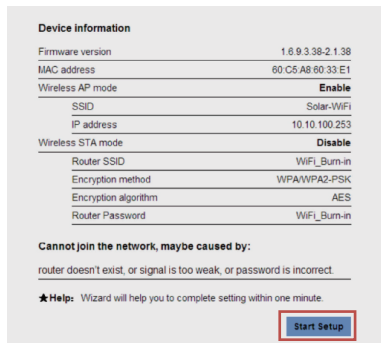 Device information
Firmware version 1.6.9.3.38-2.1.38
MAC address 60:C5:A8:60:33:E1
Wireless AP mode Enable
SSID Solar-WiFi
IP address 10.10.100.253
Wireless STA mode Disable
Router SSID WiFi_Burn-in
Encryption method WPA/WPA2-PSK
Encryption algorithm AES
Router Password WiFi_Burn-in
Cannot join the network, maybe caused by:
router doesn't exist, or signal is too weak, or password is incorrect.
★Help: Wizard will help you to complete setting within one minute.
Start Setup